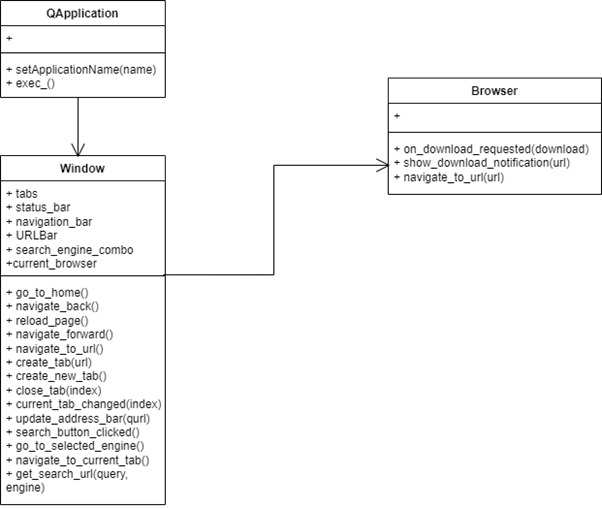 QApplication
+
+ setApplicationName(name)
+ exec_()
Browser
+
+ on_download_requested(download)
+ show_download_notification(url)
+ navigate_to_url(url)
Window
+ tabs
+ status_bar
+ navigation_bar
+ URLBar
+ search_engine_combo
+current_browser
+ go_to_home()
+ navigate_back()
+ reload_page()
+ navigate_forward()
+ navigate_to_url()
+ create_tab(url)
+ create_new_tab()
+ close_tab(index)
+ current_tab_changed(index)
+ update_address_bar(qurl)
+ search_button_clicked()
+ go_to_selected_engine()
+ navigate_to_current_tab()
+ get_search_url(query,
engine)